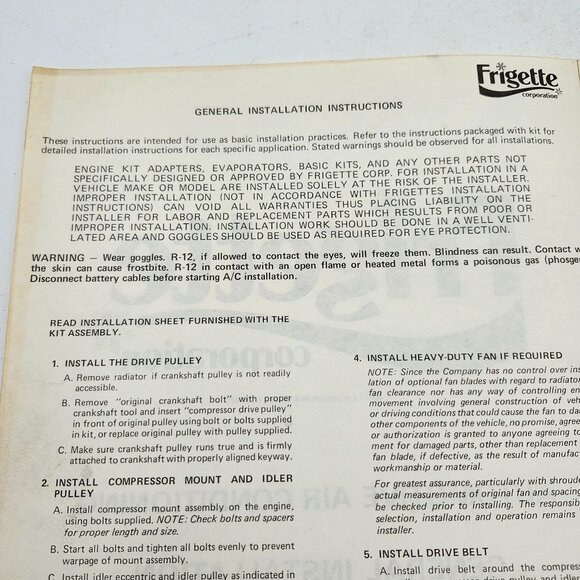 Frigette
corporation
GENERAL INSTALLATION INSTRUCTIONS
These instructions are intended for use as basic installation practices. Refer to the instructions packaged with kit for
detailed installation instructions for each specific application. Stated warnings should be observed for all installations.
ENGINE KIT ADAPTERS, EVAPORATORS, BASIC KITS, AND ANY OTHER PARTS NOT
SPECIFICALLY DESIGNED OR APPROVED BY FRIGETTE CORP. FOR INSTALLATION IN A
VEHICLE MAKE OR MODEL ARE INSTALLED SOLELY AT THE RISK OF THE INSTALLER.
IMPROPER INSTALLATION (NOT IN ACCORDANCE WITH FRIGETTES INSTALLATION
INSTRUCTIONS) CAN VOID ALL WARRANTIES THUS PLACING LIABILITY ON THE
INSTALLER FOR LABOR AND REPLACEMENT PARTS WHICH RESULTS FROM POOR OR
IMPROPER INSTALLATION. INSTALLATION WORK SHOULD BE DONE IN A WELL VENTI-
LATED AREA AND GOGGLES SHOULD BE USED AS REQUIRED FOR EYE PROTECTION.
WARNING — Wear goggles. R-12, if allowed to contact the eyes, will freeze them. Blindness can result. Contact w
the skin can cause frostbite. R-12 in contact with an open flame or heated metal forms a poisonous gas (phosge
Disconnect battery cables before starting A/C installation.
READ INSTALLATION SHEET FURNISHED WITH THE
KIT ASSEMBLY.
1. INSTALL THE DRIVE PULLEY
A. Remove radiator if crankshaft pulley is not readily
accessible.
B. Remove "original crankshaft bolt" with proper
crankshaft tool and insert "compressor drive pulley"
in front of original pulley using bolt or bolts supplied
in kit, or replace original pulley with pulley supplied.
C. Make sure crankshaft pulley runs true and is firmly
attached to crankshaft with properly aligned keyway.
2. INSTALL COMPRESSOR MOUNT AND IDLER
PULLEY
A. Install compressor mount assembly on the engine,
using bolts supplied. NOTE: Check bolts and spacers
for proper length and size.
B. Start all bolts and tighten all bolts evenly to prevent
warpage of mount assembly.
C. Install idler eccentric and idler pulley as indicated in
4. INSTALL HEAVY-DUTY FAN IF REQUIRED
NOTE: Since the Company has no control over ins
lation of optional fan blades with regard to radiator
fan clearance nor has any way of controlling en
movement involving general construction of veh
or driving conditions that could cause the fan to da
other components of the vehicle, no promise, agree
or authorization is granted to anyone agreeing to
ment for damaged parts, other than replacement
fan blade, if defective, as the result of manufac
workmanship or material.
For greatest assurance, particularly with shroude
actual measurements of original fan and spacing
be checked prior to installing. The responsib
selection, installation and operation remains
installer.
5. INSTALL DRIVE BELT
A. Install drive belt around the compress